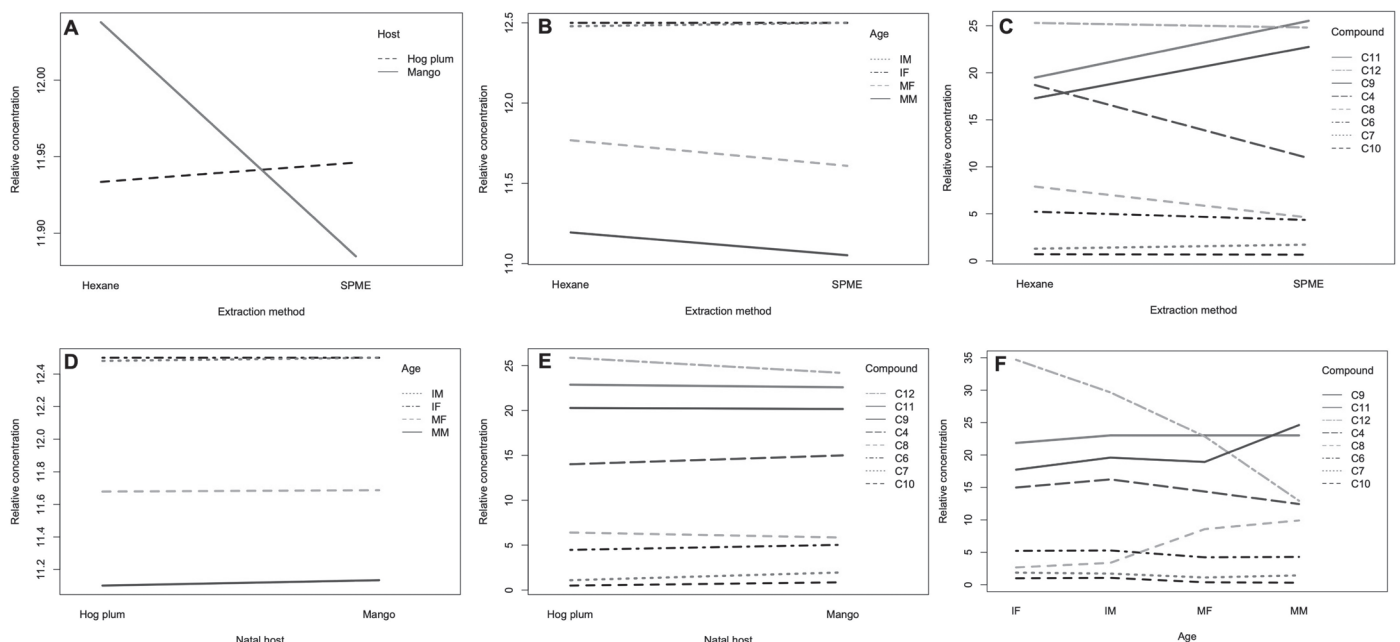 A
Host
Hog plum
Mango
Relative concentration
12.00
11.95
11.90
Hexane
SPME
Extraction method
B
Age
IM
IF
MF
MM
Relative concentration
12.5
12.0
11.5
11.0
Hexane
SPME
Extraction method
C
Compound
C11
C12
C9
C4
C8
C6
C7
C10
Relative concentration
25
20
15
10
5
0
Hexane
SPME
Extraction method
D
Age
IM
IF
MF
MM
Relative concentration
12.4
12.2
12.0
11.8
11.6
11.4
11.2
Hog plum
Mango
Natal host
E
Compound
C12
C11
C9
C4
C8
C6
C7
C10
Relative concentration
25
20
15
10
5
0
Hog plum
Mango
Natal host
F
Compound
C9
C11
C12
C4
C8
C6
C7
C10
Relative concentration
35
30
25
20
15
10
5
0
IF
IM
MF
MM
Age